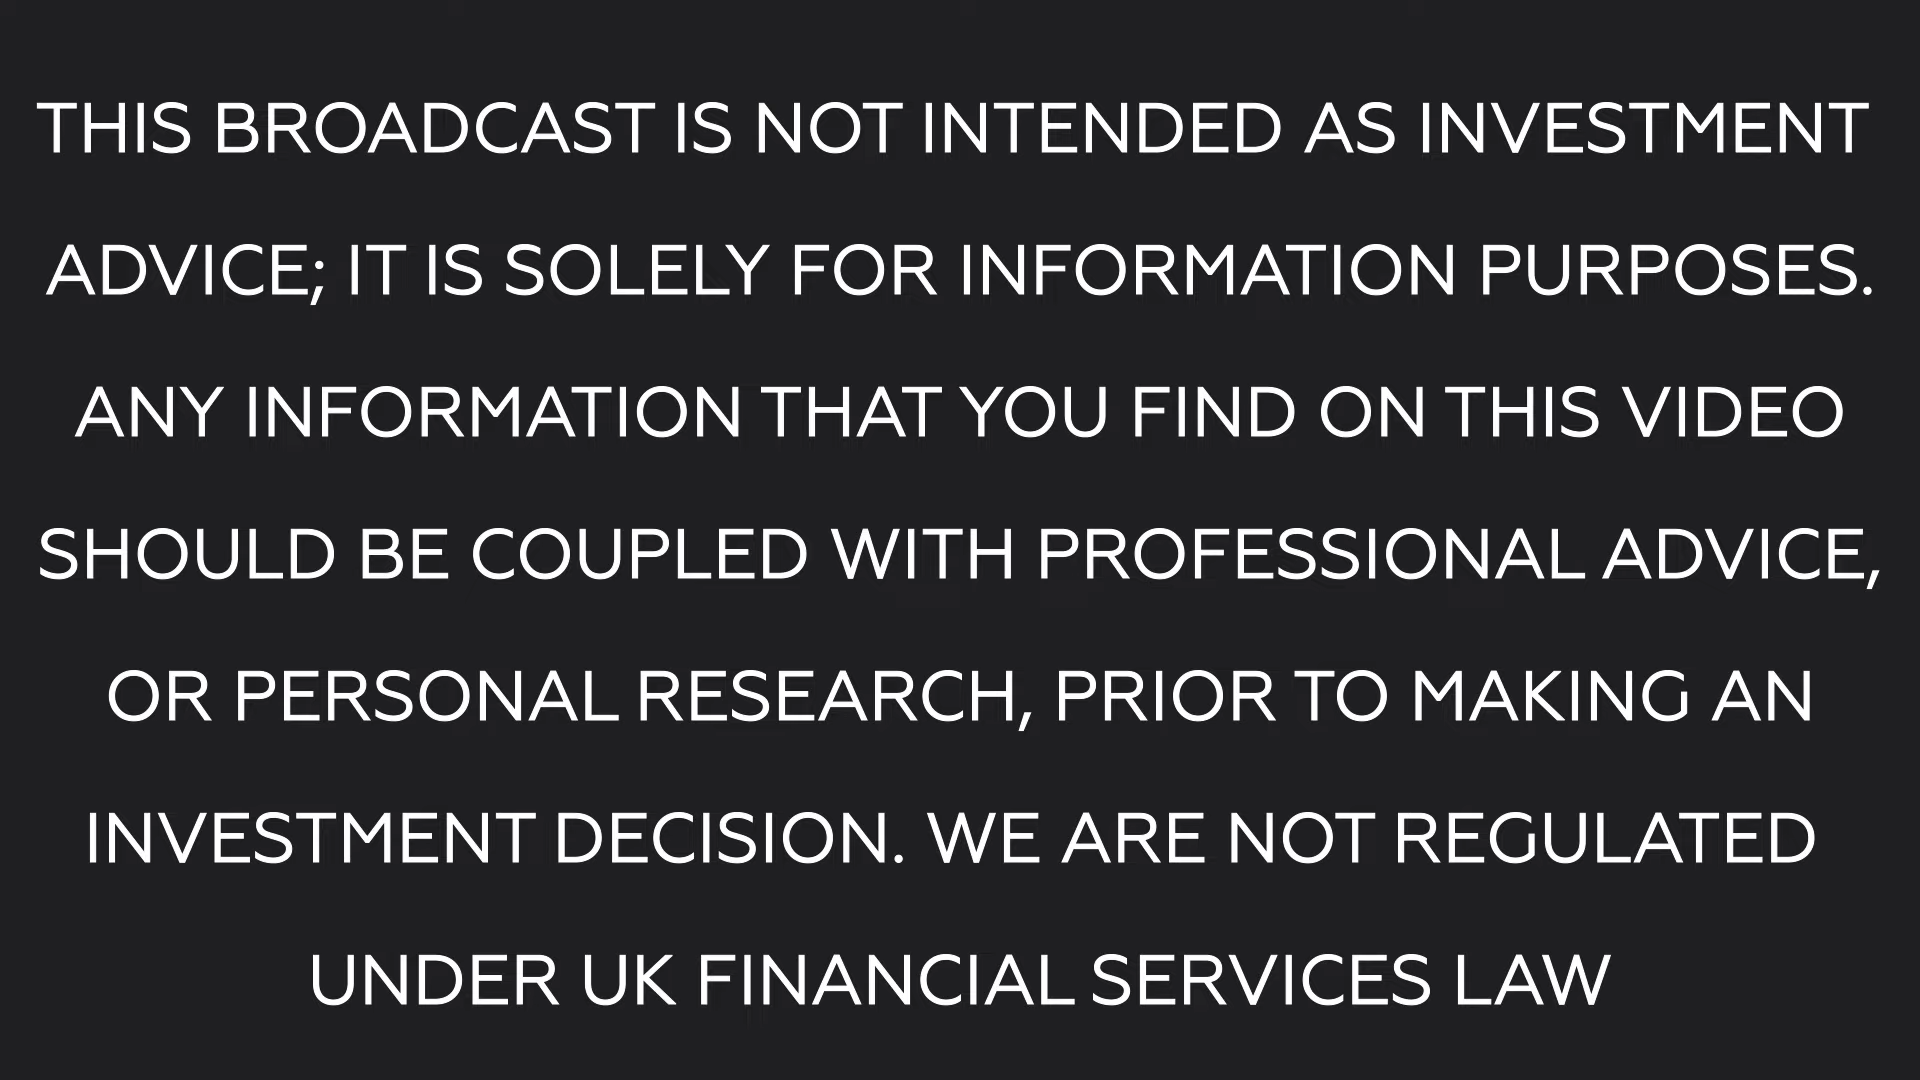 THIS BROADCAST IS NOT INTENDED AS INVESTMENT
ADVICE; IT IS SOLELY FOR INFORMATION PURPOSES.
ANY INFORMATION THAT YOU FIND ON THIS VIDEO
SHOULD BE COUPLED WITH PROFESSIONAL ADVICE,
OR PERSONAL RESEARCH, PRIOR TO MAKING AN
INVESTMENT DECISION. WE ARE NOT REGULATED
UNDER UK FINANCIAL SERVICES LAW